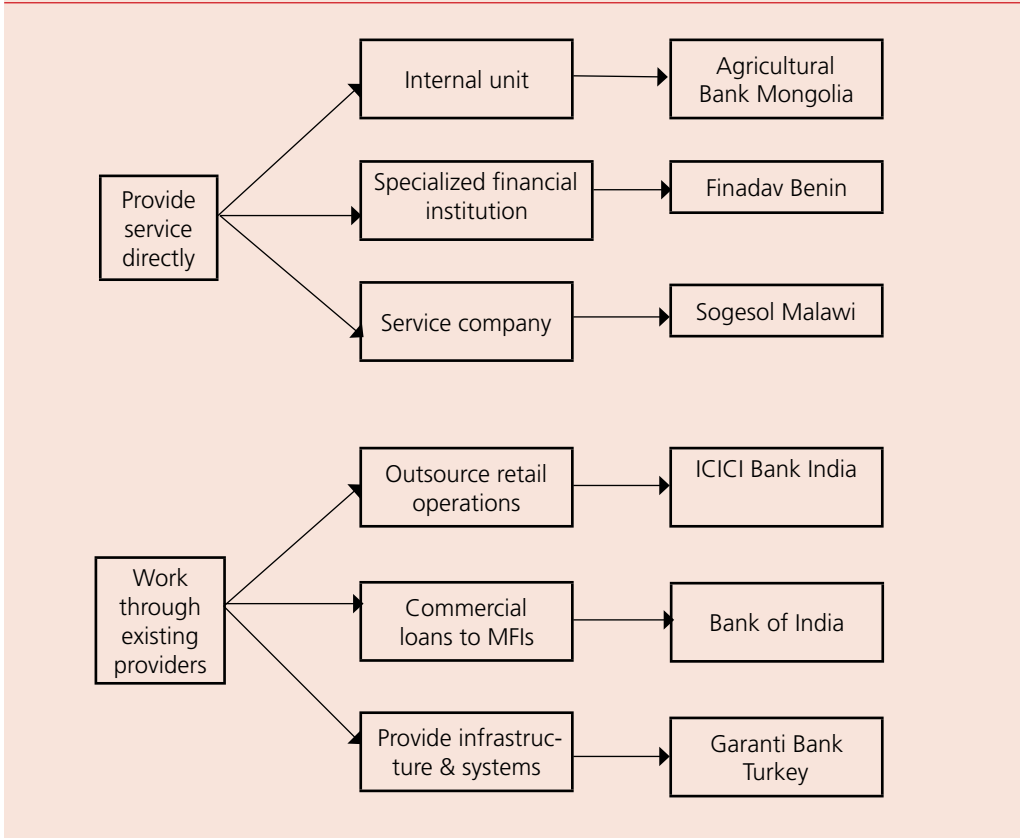 Provide
service
directly
Internal unit
Agricultural
Bank Mongolia
Specialized financial
institution
Finadav Benin
Service company
Sogesol Malawi
Work
through
existing
providers
Outsource retail
operations
ICICI Bank India
Commercial
loans to MFIs
Bank of India
Provide infrastruc-
ture & systems
Garanti Bank
Turkey